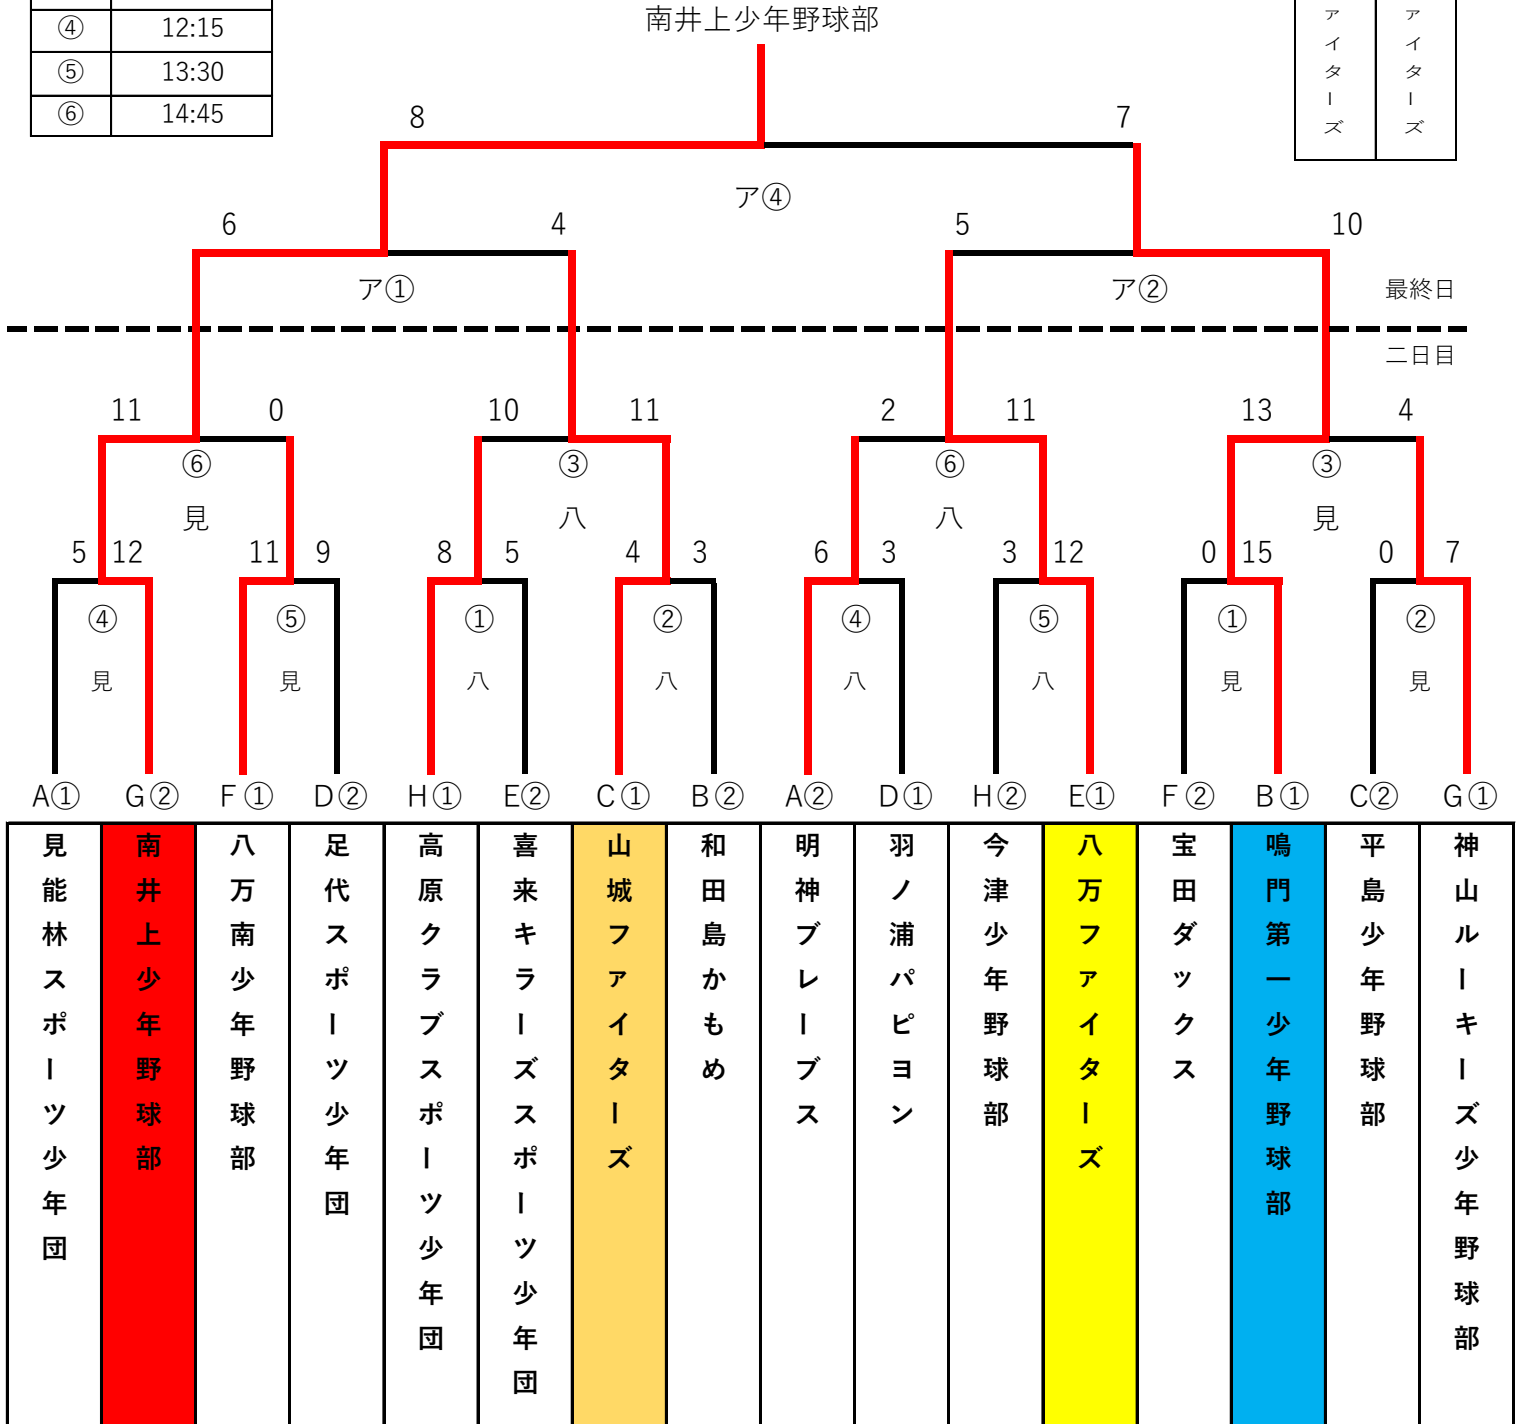 南井上少年野球部
④ 12:15
⑤ 13:30
⑥ 14:45
アイターズ
アイターズ
8 7
ア④
6 4 5 10
ア① ア② 最終日
二日目
11 0 10 11 2 11 13 4
⑥ ③ ⑥ ③
見 八 八 見
5 12 11 9 8 5 4 3 6 3 3 12 0 15 0 7
④ ⑤ ① ② ④ ⑤ ① ②
見 見 八 八 八 八 見 見
A① G② F① D② H① E② C① B② A② D① H② E① F② B① C② G①
見能林スポーツ少年団
南井上少年野球部
八万南少年野球部
足代スポーツ少年団
高原クラブスポーツ少年団
喜来キラーズスポーツ少年団
山城ファイターズ
和田島かもめ
明神ブレーブス
羽ノ浦パピヨン
今津少年野球部
八万ファイターズ
宝田ダックス
鳴門第一少年野球部
平島少年野球部
神山ルーキーズ少年野球部